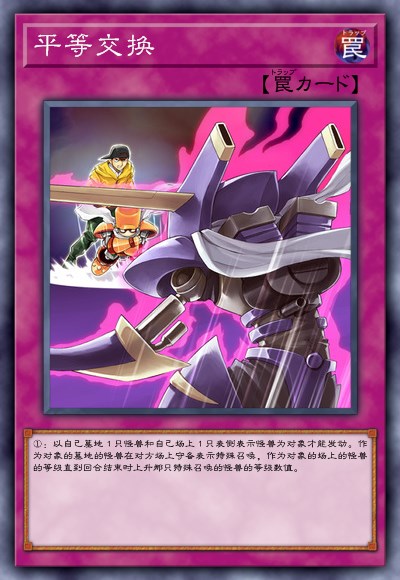 平等交换
トラップ
罠
トラップ
【罠カード】
①：以自己墓地1只怪兽和自己场上1只表侧表示怪兽为对象才能发动。作
为对象的墓地的怪兽在对方场上守备表示特殊召唤，作为对象的场上的怪兽
的等级直到回合结束时上升那只特殊召唤的怪兽的等级数值。